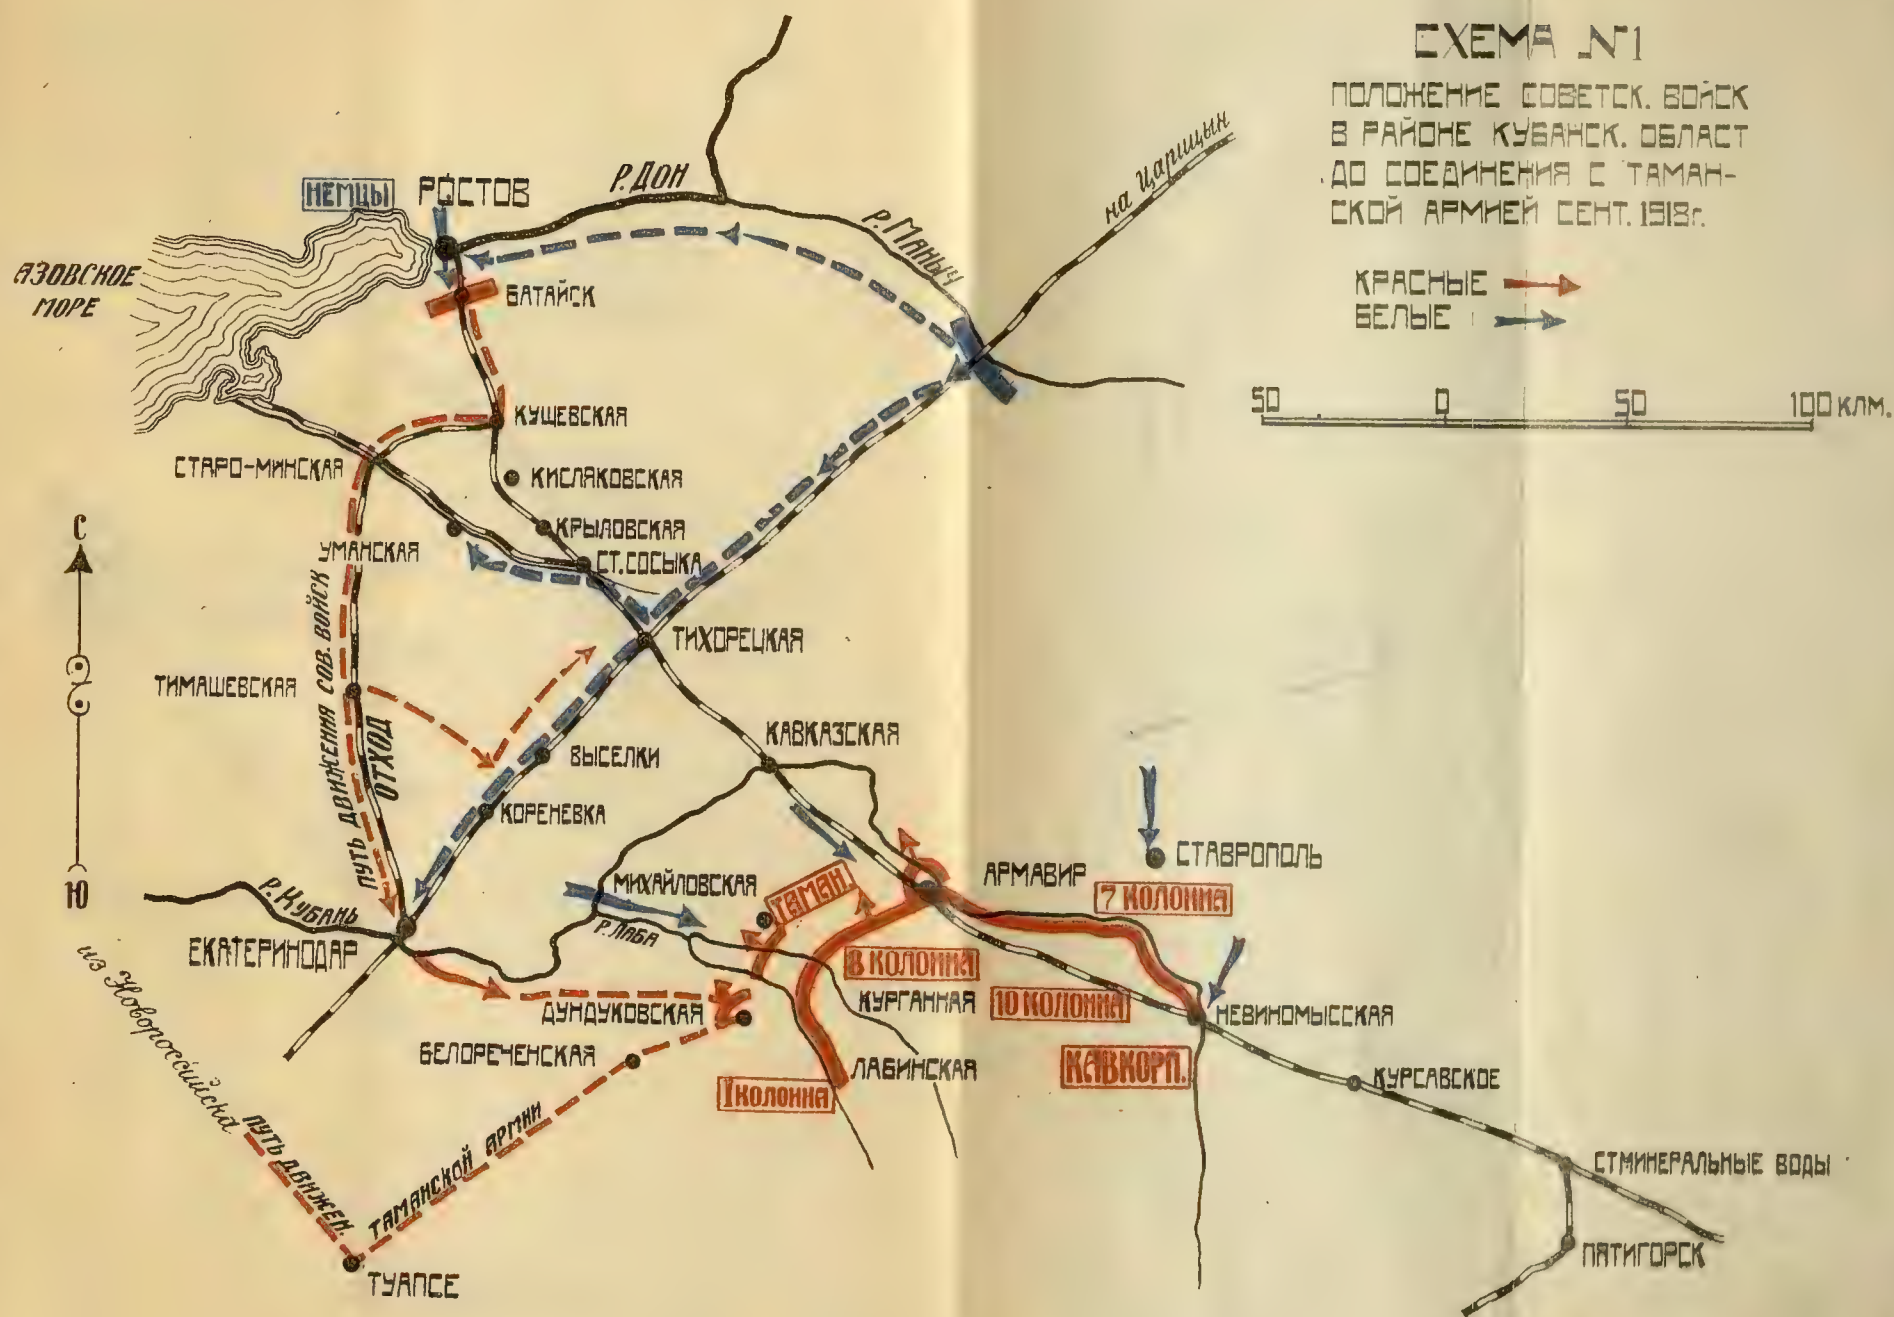 СХЕМА №1
ПОЛОЖЕНИЕ СОВЕТСК. ВОЙСК
В РАЙОНЕ КУБАНСК. ОБЛАСТ
ДО СОЕДИНЕНИЯ С ТАМАН-
СКОЙ АРМИЕЙ СЕНТ. 1918г.
КРАСНЫЕ
БЕЛЫЕ
50 0 50 100 КЛМ.
на Царицын
Р. ДОН
Р. МАНЫЧ
НЕМЦЫ
РОСТОВ
АЗОВСКОЕ
МОРЕ
БАТАЙСК
КУЩЕВСКАЯ
СТАРО-МИНСКАЯ
КИСЛЯКОВСКАЯ
КРЫЛОВСКАЯ
УМАНСКАЯ
СТ. СОСЫКА
С
Ю
ТИХОРЕЦКАЯ
ТИМАШЕВСКАЯ
ПУТЬ ДВИЖЕНИЯ СОВ. ВОЙСК
ОТХОД
ВЫСЕЛКИ
КАВКАЗСКАЯ
КОРЕНЕВКА
СТАВРОПОЛЬ
АРМАВИР
МИХАЙЛОВСКАЯ
ТАМАН.
7 КОЛОННА
Р. КУБАНЬ
Р. ЛАБА
ЕКАТЕРИНОДАР
8 КОЛОННА
КУРГАННАЯ
10 КОЛОННА
ДУНДУКОВСКАЯ
НЕВИНОМЫССКАЯ
БЕЛОРЕЧЕНСКАЯ
ЛАБИНСКАЯ
КАВКОРП.
I КОЛОННА
КУРСАВСКОЕ
из Новороссийска
ПУТЬ ДВИЖЕН.
ТАМАНСКОЙ АРМИИ
СТ МИНЕРАЛЬНЫЕ ВОДЫ
ПЯТИГОРСК
ТУАПСЕ